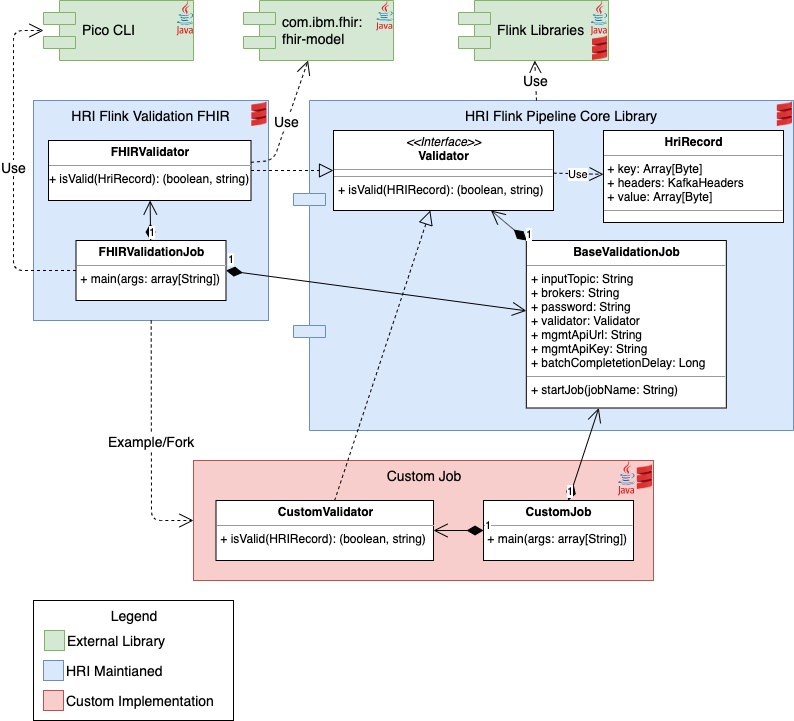 Pico CLI
Java
com.ibm.fhir:
fhir-model
Java
Flink Libraries
Java
Use
Use
Use
HRI Flink Validation FHIR
FHIRValidator
+ isValid(HriRecord): (boolean, string)
1
FHIRValidationJob
+ main(args: array[String])
1
HRI Flink Pipeline Core Library
<<Interface>>
Validator
+ isValid(HRIRecord): (boolean, string)
Use
HriRecord
+ key: Array[Byte]
+ headers: KafkaHeaders
+ value: Array[Byte]
1
BaseValidationJob
+ inputTopic: String
+ brokers: String
+ password: String
+ validator: Validator
+ mgmtApiUrl: String
+ mgmtApiKey: String
+ batchCompletetionDelay: Long
+ startJob(jobName: String)
Example/Fork
Custom Job
Java
CustomValidator
+ isValid(HRIRecord): (boolean, string)
1
1
CustomJob
+ main(args: array[String])
Legend
External Library
HRI Maintianed
Custom Implementation